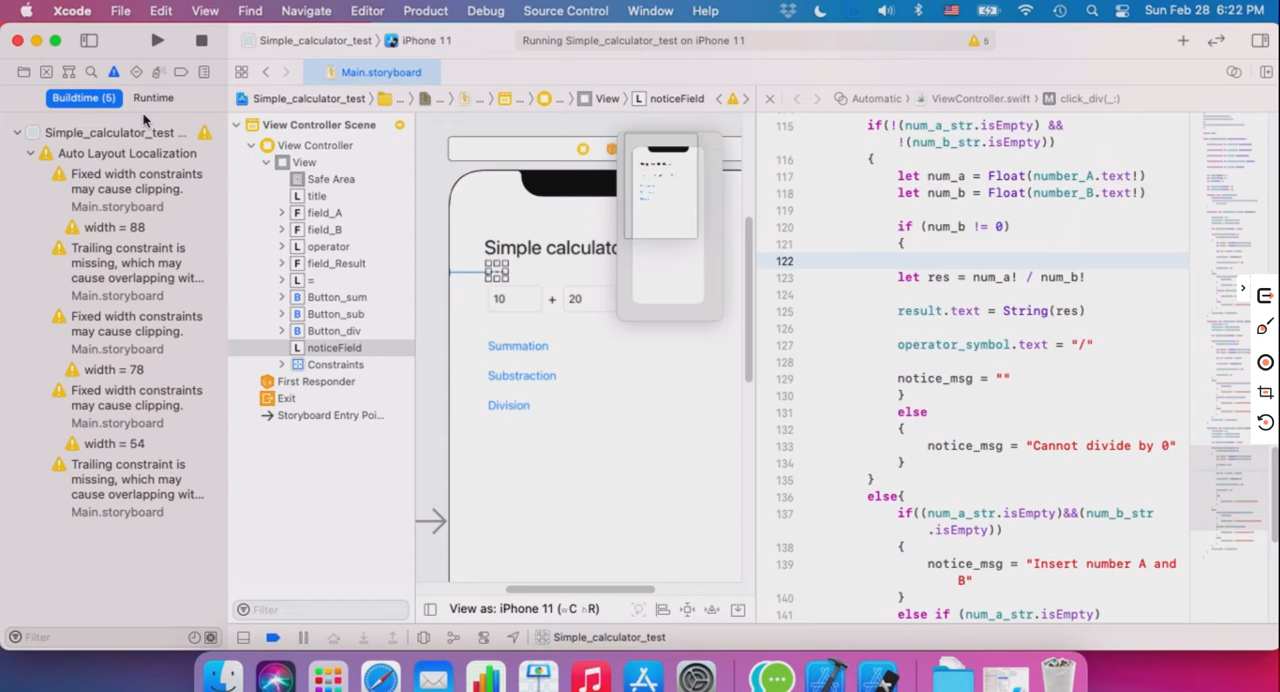 Xcode File Edit View Find Navigate Editor Product Debug Source Control Window Help Sun Feb 28 6:22 PM
Simple_calculator_test iPhone 11 Running Simple_calculator_test on iPhone 11 5
Main.storyboard
Buildtime (5) Runtime
Simple_calculator_test ...
Auto Layout Localization
Fixed width constraints
may cause clipping.
Main.storyboard
width = 88
Trailing constraint is
missing, which may
cause overlapping wit...
Main.storyboard
Fixed width constraints
may cause clipping.
Main.storyboard
width = 78
Fixed width constraints
may cause clipping.
Main.storyboard
width = 54
Trailing constraint is
missing, which may
cause overlapping wit...
Main.storyboard
Filter
Simple_calculator_test ... ... ... ... ... View L noticeField
View Controller Scene
View Controller
View
Safe Area
L title
F field_A
F field_B
L operator
F field_Result
L =
B Button_sum
B Button_sub
B Button_div
L noticeField
Constraints
First Responder
Exit
Storyboard Entry Poi...
Filter
Simple calculato
10 + 20
Summation
Substraction
Division
View as: iPhone 11 (wC hR)
Automatic ViewController.swift M click_div(_:)
115 if(!(num_a_str.isEmpty) &&
!(num_b_str.isEmpty))
116 {
117 let num_a = Float(number_A.text!)
118 let num_b = Float(number_B.text!)
119
120 if (num_b != 0)
121 {
122
123 let res = num_a! / num_b!
124
125 result.text = String(res)
126
127 operator_symbol.text = "/"
128
129 notice_msg = ""
130 }
131 else
132 {
133 notice_msg = "Cannot divide by 0"
134 }
135 }
136 else{
137 if((num_a_str.isEmpty)&&(num_b_str
.isEmpty))
138 {
139 notice_msg = "Insert number A and
B"
140 }
141 else if (num_a_str.isEmpty)
Simple_calculator_test